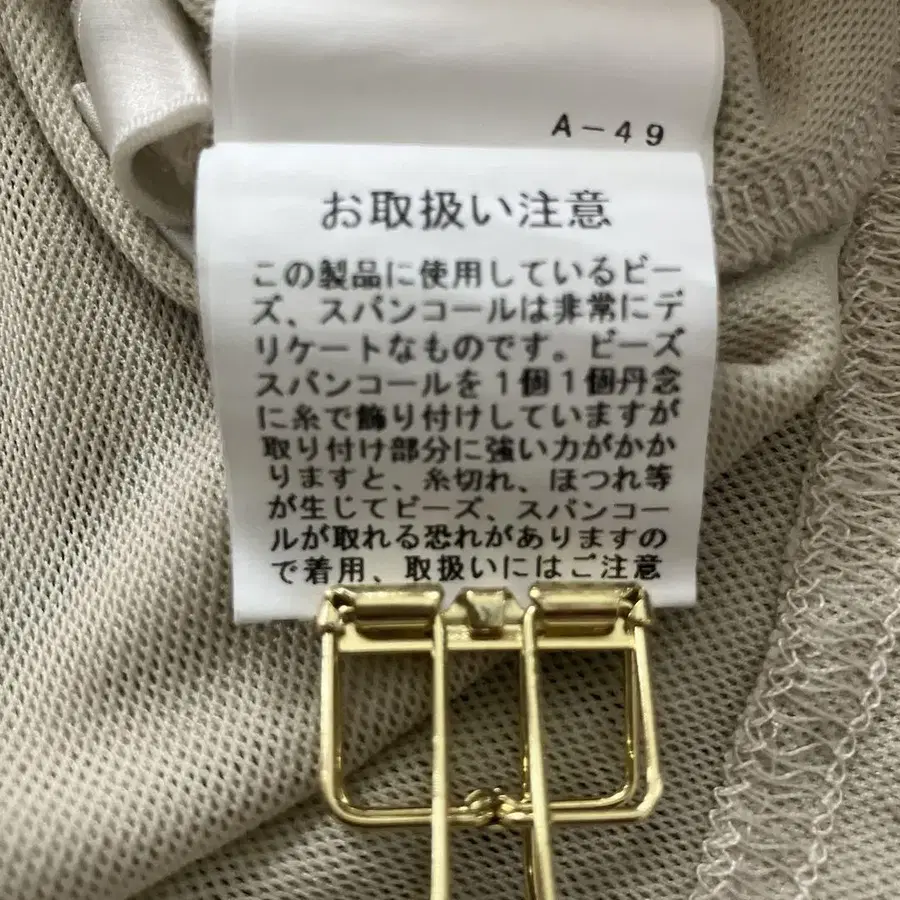 A-49
お取扱い注意
この製品に使用しているビー
ズ、スパンコールは非常にデ
リケートなものです。ビーズ
スパンコールを1個1個丹念
に糸で飾り付けしていますが
取り付け部分に強い力がかか
りますと、糸切れ、ほつれ等
が生じてビーズ、スパンコー
ルが取れる恐れがありますの
で着用、取扱いにはご注意